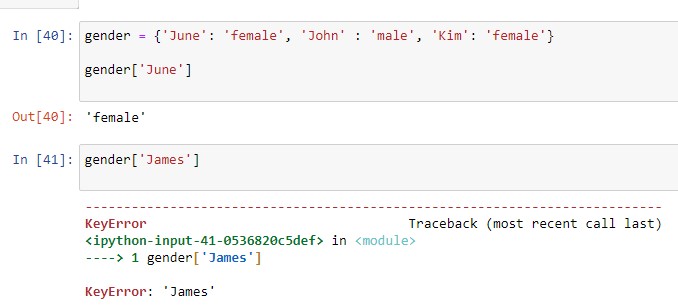 In [40]: gender = {'June': 'female', 'John' : 'male', 'Kim': 'female'}
gender['June']
Out[40]: 'female'
In [41]: gender['James']
---------------------------------------------------------------------------
KeyError                                  Traceback (most recent call last)
<ipython-input-41-0536820c5def> in <module>
----> 1 gender['James']
KeyError: 'James'